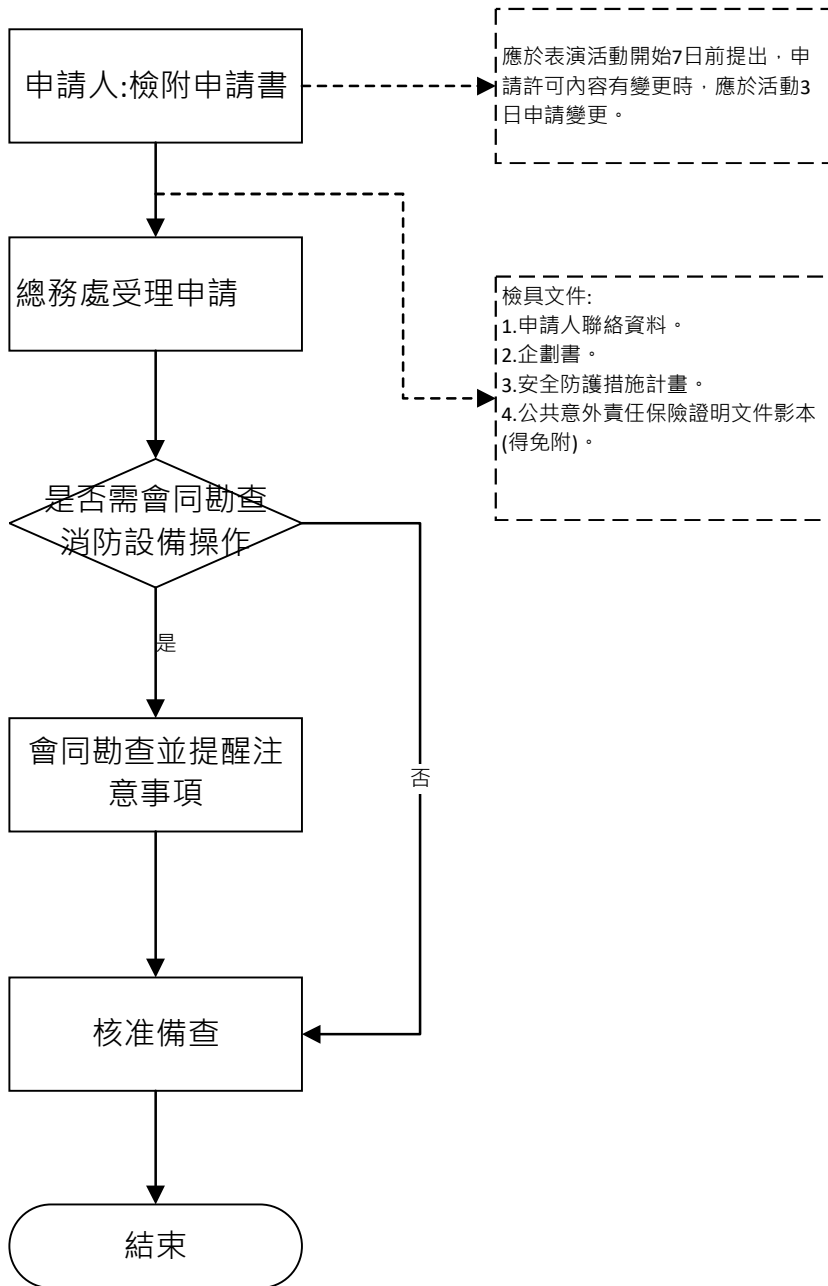 申請人:檢附申請書
應於表演活動開始7日前提出，申
請許可內容有變更時，應於活動3
日申請變更。
總務處受理申請
檢具文件:
1.申請人聯絡資料。
2.企劃書。
3.安全防護措施計畫。
4.公共意外責任保險證明文件影本
(得免附)。
是否需會同勘查
消防設備操作
是
會同勘查並提醒注
意事項
否
核准備查
結束